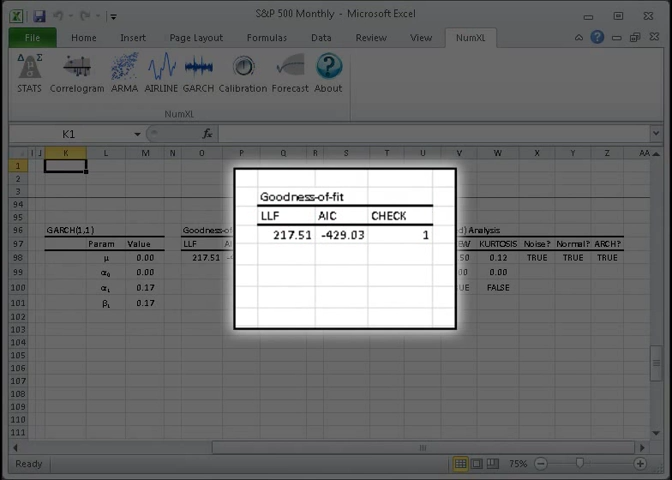 S&P 500 Monthly - Microsoft Excel
File Home Insert Page Layout Formulas Data Review View NumXL
STATS Correlogram ARMA AIRLINE GARCH Calibration Forecast About
NumXL
K1 fx
I J K L M N O P Q R S T U V W X Y Z AA
1
2
3
94
95
96 GARCH(1,1) Goodness-of ) Analysis
97 Param Value LLF KURTOSIS Noise? Normal? ARCH?
98 μ 0.00 217.51 0.12 TRUE TRUE TRUE
99 α₀ 0.00 0.00
100 α₁ 0.17 FALSE
101 β₁ 0.17
102
103
104
105
106
107
108
109
110
111
Goodness-of-fit
LLF AIC CHECK
217.51 -429.03 1
Ready 75%